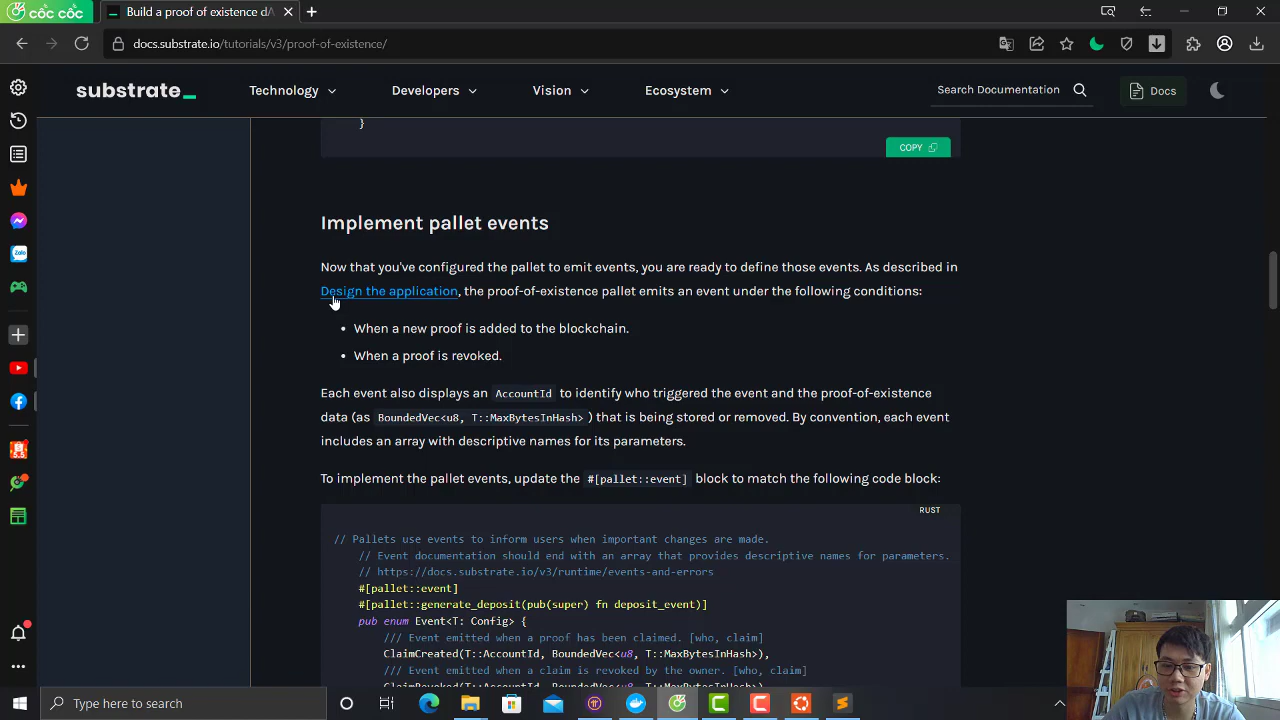 cốc cốc
Build a proof of existence dA
docs.substrate.io/tutorials/v3/proof-of-existence/
substrate_
Technology
Developers
Vision
Ecosystem
Search Documentation
Docs
}
COPY
Implement pallet events
Now that you've configured the pallet to emit events, you are ready to define those events. As described in
Design the application, the proof-of-existence pallet emits an event under the following conditions:
• When a new proof is added to the blockchain.
• When a proof is revoked.
Each event also displays an AccountId to identify who triggered the event and the proof-of-existence
data (as BoundedVec<u8, T::MaxBytesInHash> ) that is being stored or removed. By convention, each event
includes an array with descriptive names for its parameters.
To implement the pallet events, update the #[pallet::event] block to match the following code block:
RUST
// Pallets use events to inform users when important changes are made.
// Event documentation should end with an array that provides descriptive names for parameters.
// https://docs.substrate.io/v3/runtime/events-and-errors
#[pallet::event]
#[pallet::generate_deposit(pub(super) fn deposit_event)]
pub enum Event<T: Config> {
/// Event emitted when a proof has been claimed. [who, claim]
ClaimCreated(T::AccountId, BoundedVec<u8, T::MaxBytesInHash>),
/// Event emitted when a claim is revoked by the owner. [who, claim]
ClaimRevoked(T::AccountId, BoundedVec<u8, T::MaxBytesInHash>),
Zalo
5.5
Type here to search